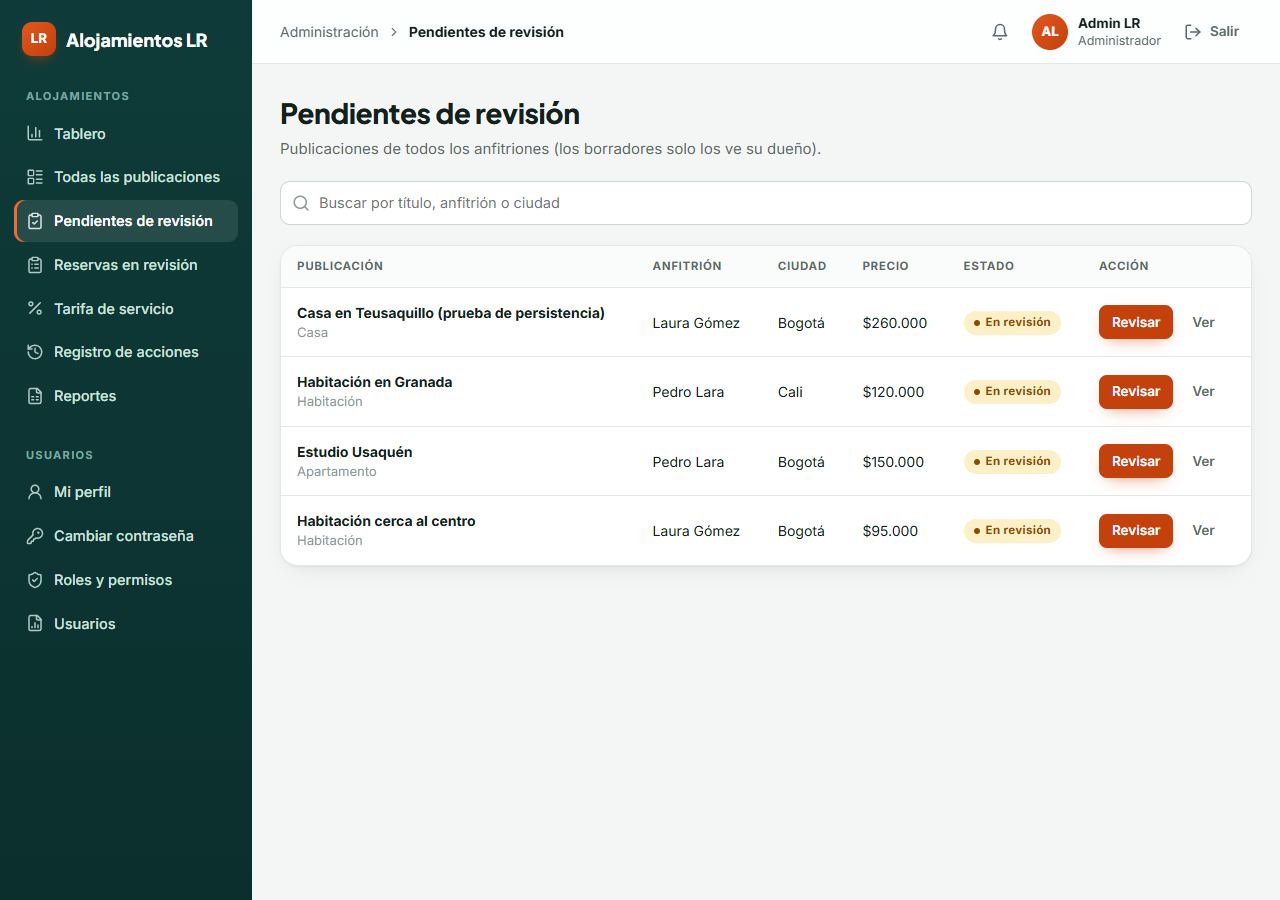 LR Alojamientos LR
ALOJAMIENTOS
Tablero
Todas las publicaciones
Pendientes de revisión
Reservas en revisión
Tarifa de servicio
Registro de acciones
Reportes
USUARIOS
Mi perfil
Cambiar contraseña
Roles y permisos
Usuarios
Administración > Pendientes de revisión
AL
Admin LR
Administrador
Salir
Pendientes de revisión
Publicaciones de todos los anfitriones (los borradores solo los ve su dueño).
Buscar por título, anfitrión o ciudad
PUBLICACIÓN ANFITRIÓN CIUDAD PRECIO ESTADO ACCIÓN
Casa en Teusaquillo (prueba de persistencia)
Casa
Laura Gómez Bogotá $260.000 En revisión Revisar Ver
Habitación en Granada
Habitación
Pedro Lara Cali $120.000 En revisión Revisar Ver
Estudio Usaquén
Apartamento
Pedro Lara Bogotá $150.000 En revisión Revisar Ver
Habitación cerca al centro
Habitación
Laura Gómez Bogotá $95.000 En revisión Revisar Ver